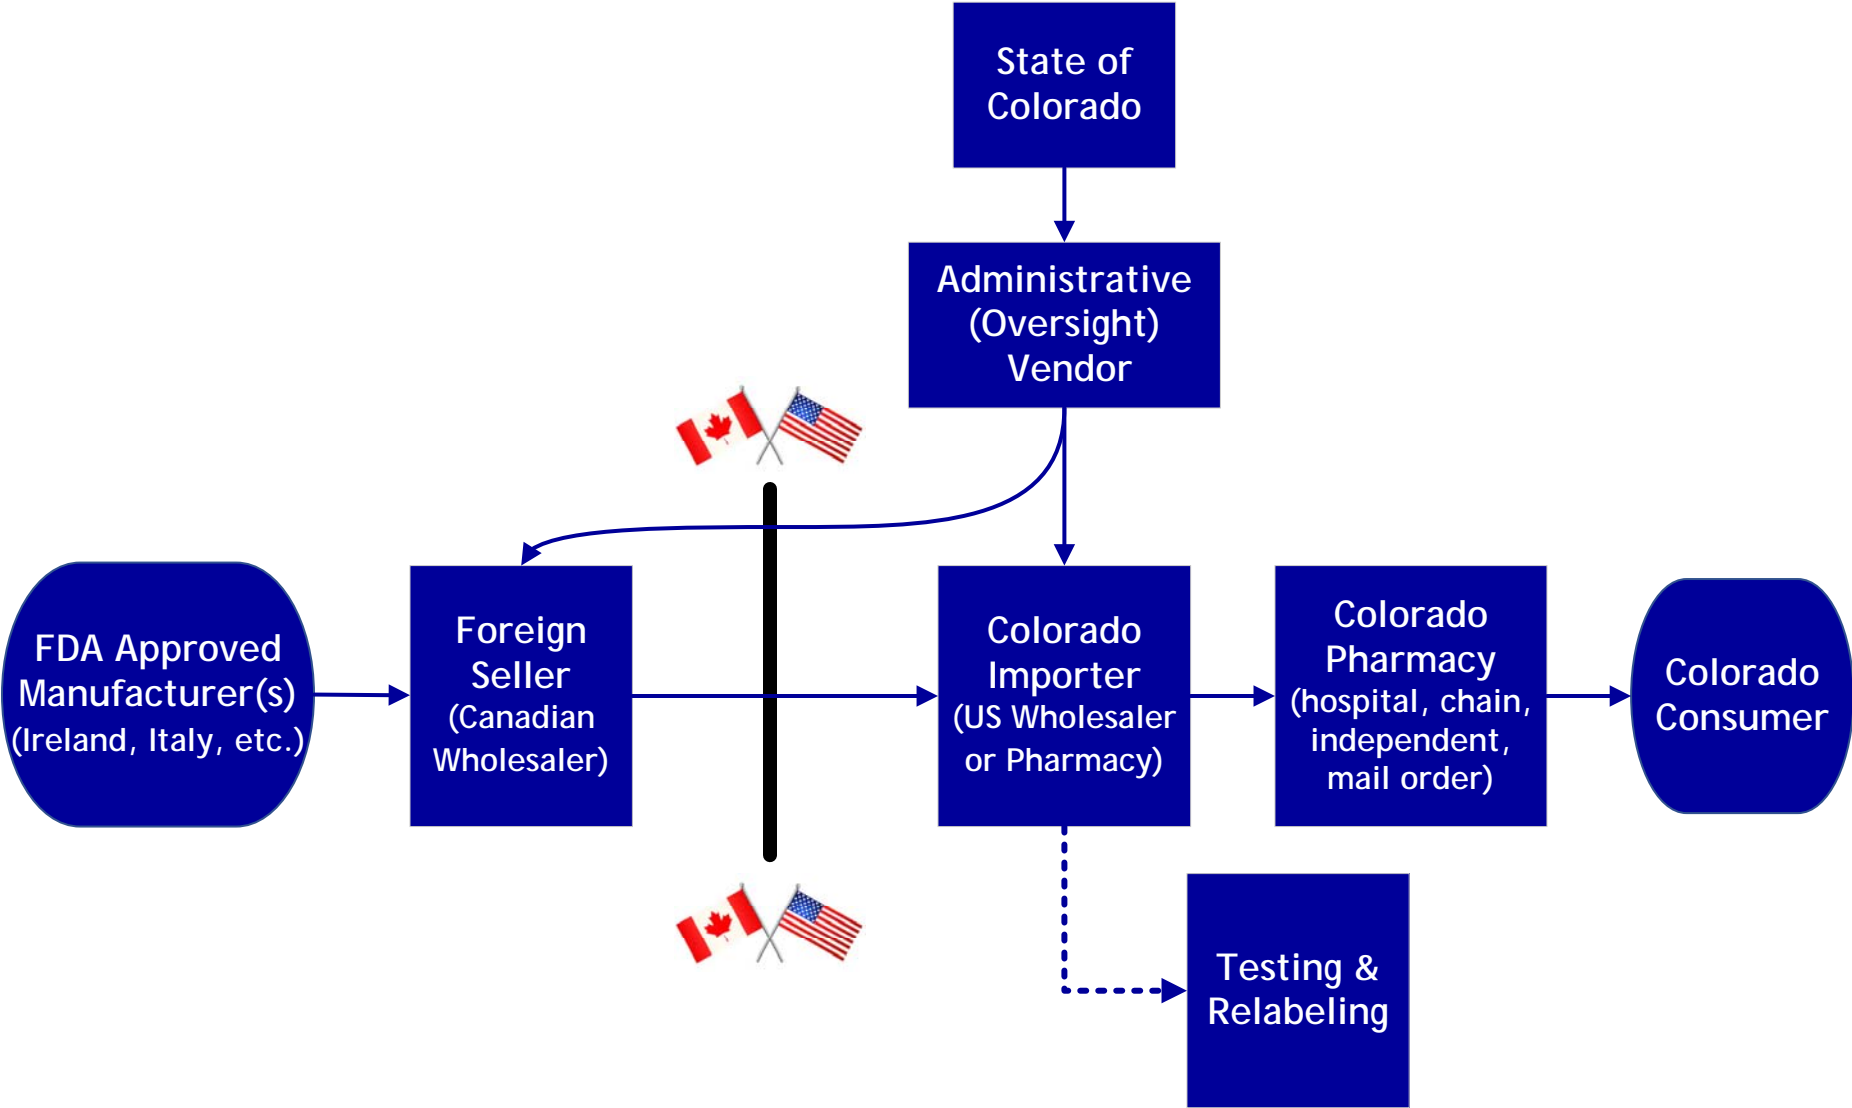 State of
Colorado
Administrative
(Oversight)
Vendor
FDA Approved
Manufacturer(s)
(Ireland, Italy, etc.)
Foreign
Seller
(Canadian
Wholesaler)
Colorado
Importer
(US Wholesaler
or Pharmacy)
Colorado
Pharmacy
(hospital, chain,
independent,
mail order)
Colorado
Consumer
Testing &
Relabeling